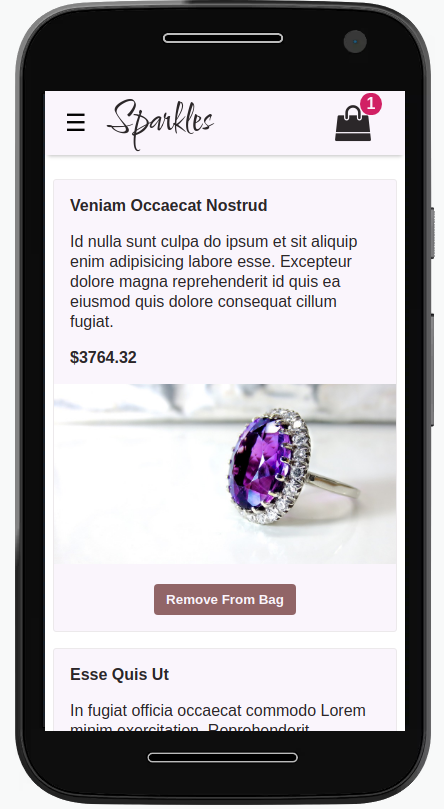 Sparkles
1
Veniam Occaecat Nostrud
Id nulla sunt culpa do ipsum et sit aliquip
enim adipisicing labore esse. Excepteur
dolore magna reprehenderit id quis ea
eiusmod quis dolore consequat cillum
fugiat.
$3764.32
Remove From Bag
Esse Quis Ut
In fugiat officia occaecat commodo Lorem
minim exercitation. Reprehenderit